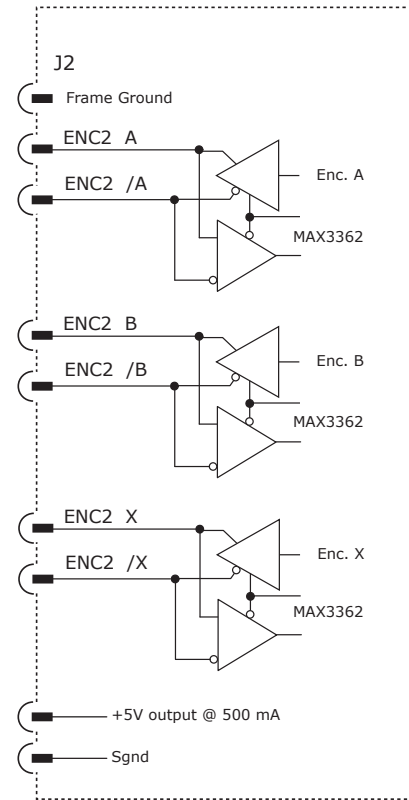 J2
Frame Ground
ENC2 A
ENC2 /A
Enc. A
MAX3362
ENC2 B
ENC2 /B
Enc. B
MAX3362
ENC2 X
ENC2 /X
Enc. X
MAX3362
+5V output @ 500 mA
Sgnd